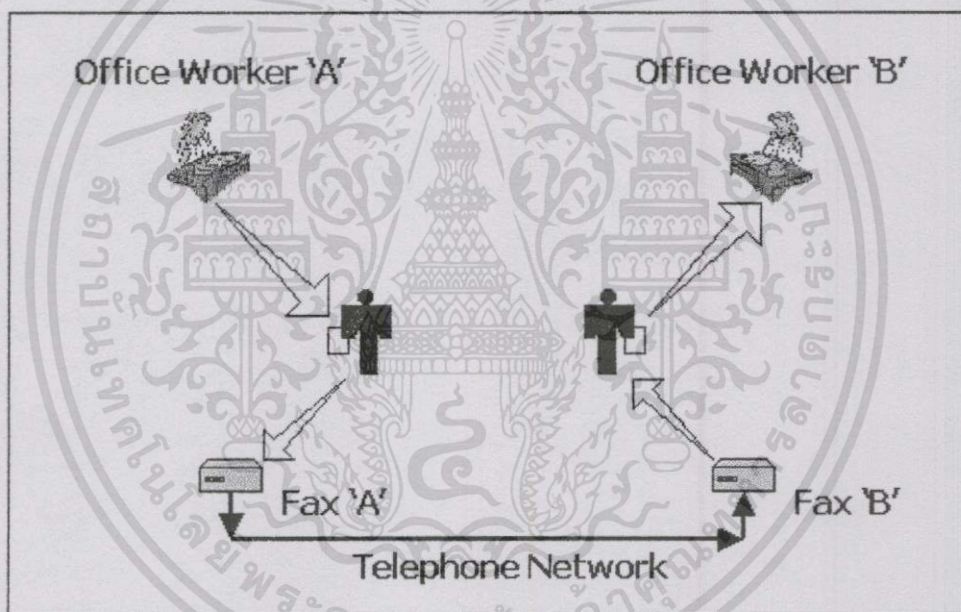 Office Worker 'A'
Office Worker 'B'
Fax 'A'
Fax 'B'
Telephone Network